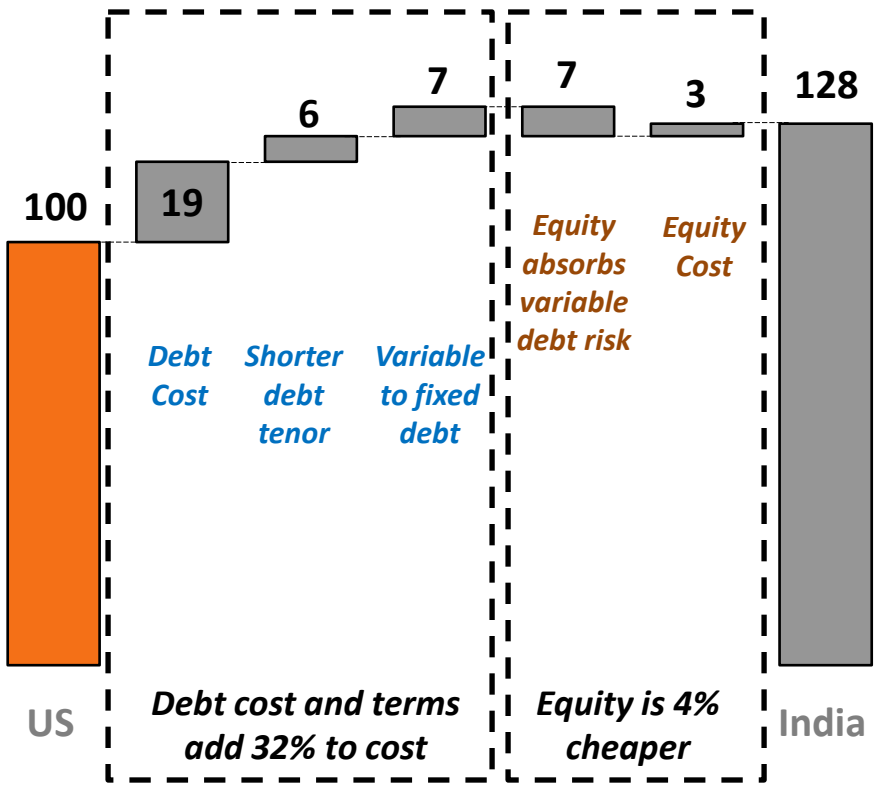 100
19
6
7
7
3
128
Debt
Cost
Shorter
debt
tenor
Variable
to fixed
debt
Equity
absorbs
variable
debt risk
Equity
Cost
US
Debt cost and terms
add 32% to cost
Equity is 4%
cheaper
India